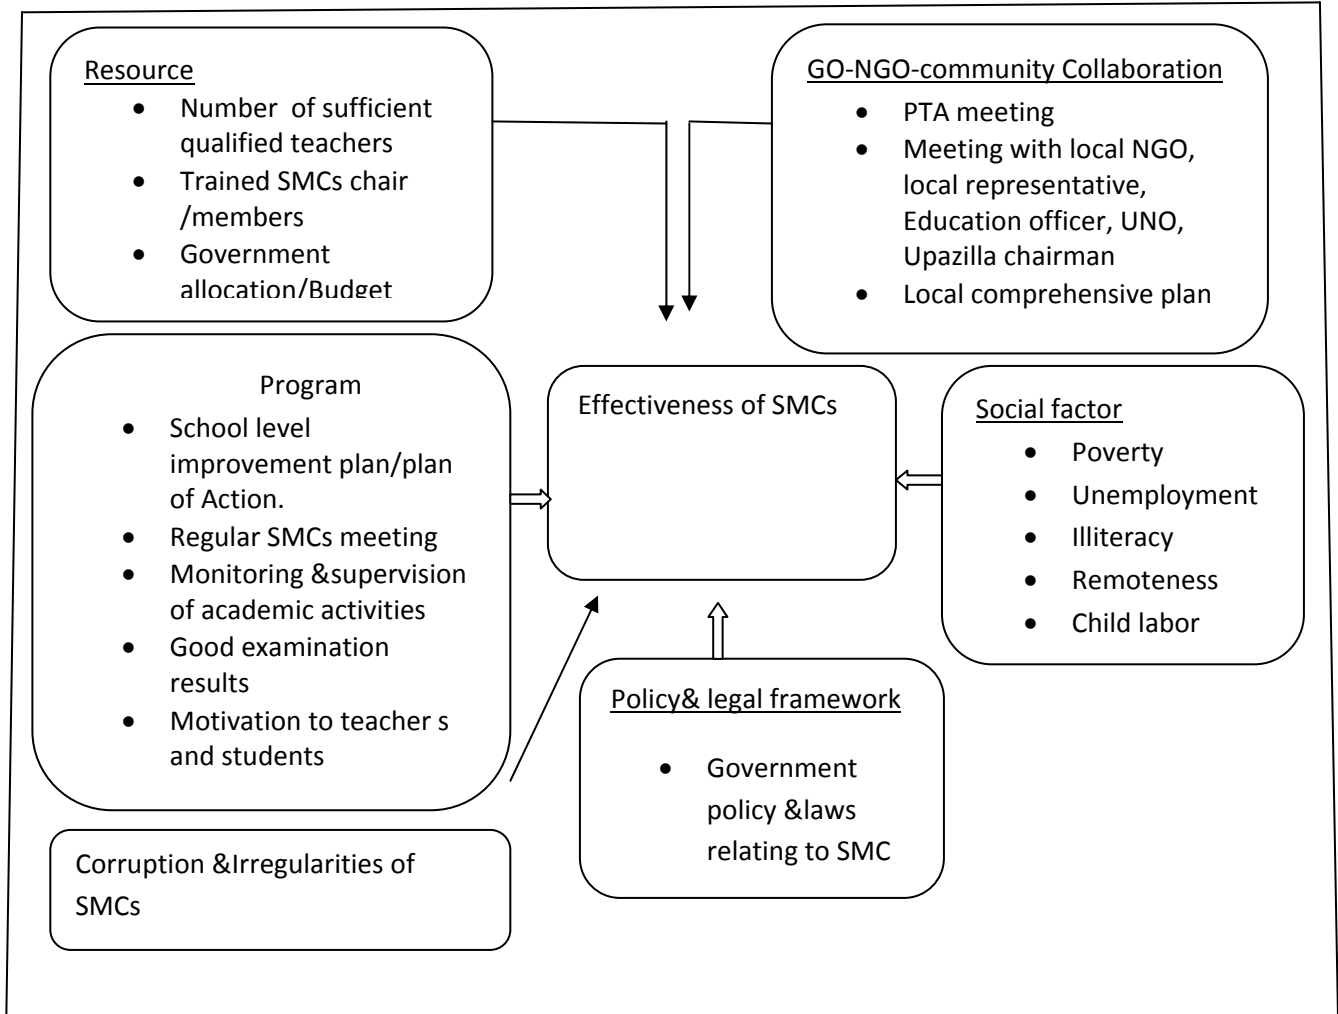 Resource
• Number of sufficient
qualified teachers
• Trained SMCs chair
/members
• Government
allocation/Budget
GO-NGO-community Collaboration
• PTA meeting
• Meeting with local NGO,
local representative,
Education officer, UNO,
Upazilla chairman
• Local comprehensive plan
Program
• School level
improvement plan/plan
of Action.
• Regular SMCs meeting
• Monitoring &supervision
of academic activities
• Good examination
results
• Motivation to teacher s
and students
Effectiveness of SMCs
Social factor
• Poverty
• Unemployment
• Illiteracy
• Remoteness
• Child labor
Policy& legal framework
• Government
policy &laws
relating to SMC
Corruption &Irregularities of
SMCs